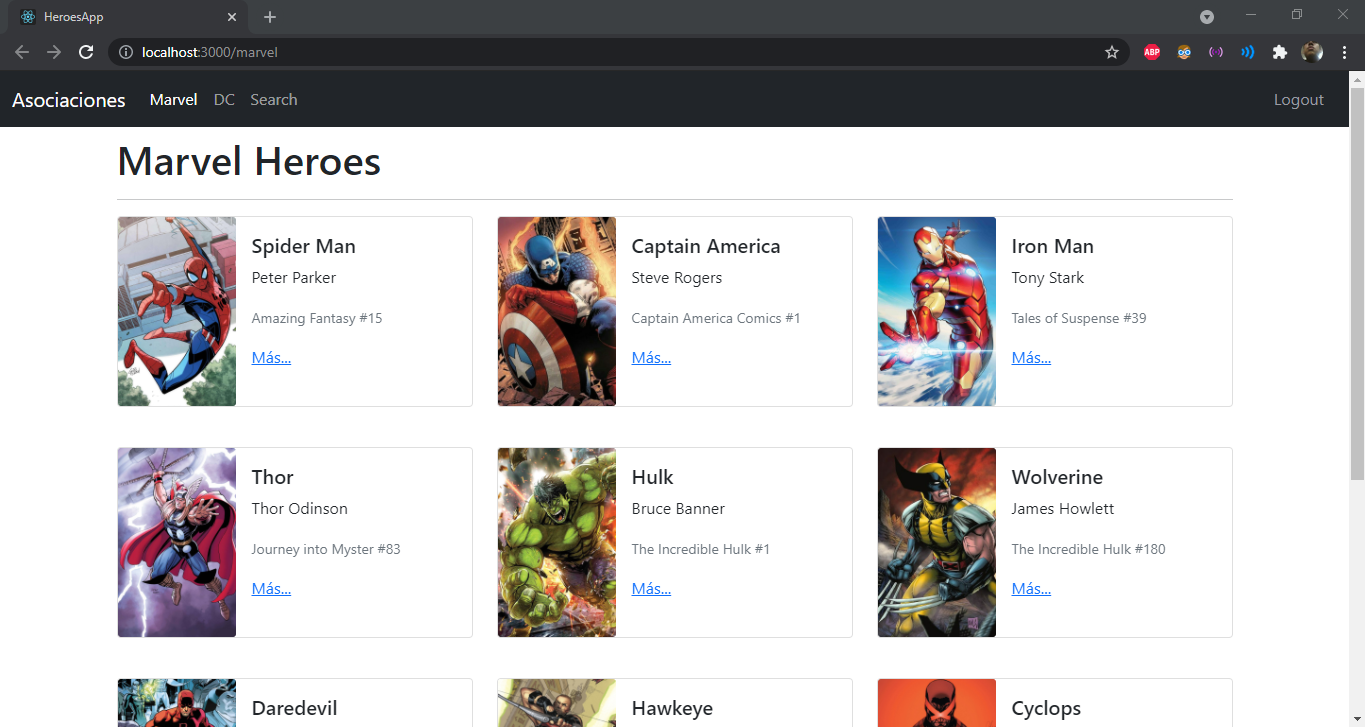 HeroesApp
localhost:3000/marvel
ABP
Asociaciones Marvel DC Search Logout
Marvel Heroes
Spider Man
Peter Parker
Amazing Fantasy #15
Más...
Captain America
Steve Rogers
Captain America Comics #1
Más...
Iron Man
Tony Stark
Tales of Suspense #39
Más...
Thor
Thor Odinson
Journey into Myster #83
Más...
Hulk
Bruce Banner
The Incredible Hulk #1
Más...
Wolverine
James Howlett
The Incredible Hulk #180
Más...
Daredevil
Hawkeye
Cyclops